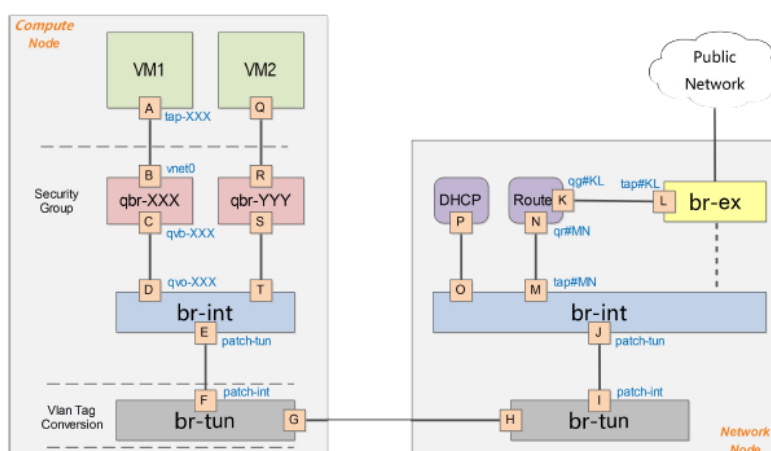 Compute
Node
VM1
VM2
A
Q
tap-XXX
Public
Network
Security
Group
B
vnet0
R
qbr-XXX
qbr-YYY
C
qvb-XXX
S
DHCP
P
Route
qg#KL
K
N
qr#MN
tap#KL
L
br-ex
D
qvo-XXX
T
br-int
E
patch-tun
O
M
tap#MN
br-int
J
patch-tun
Vlan Tag
Conversion
F
patch-int
br-tun
G
H
I
patch-int
br-tun
Network
Node